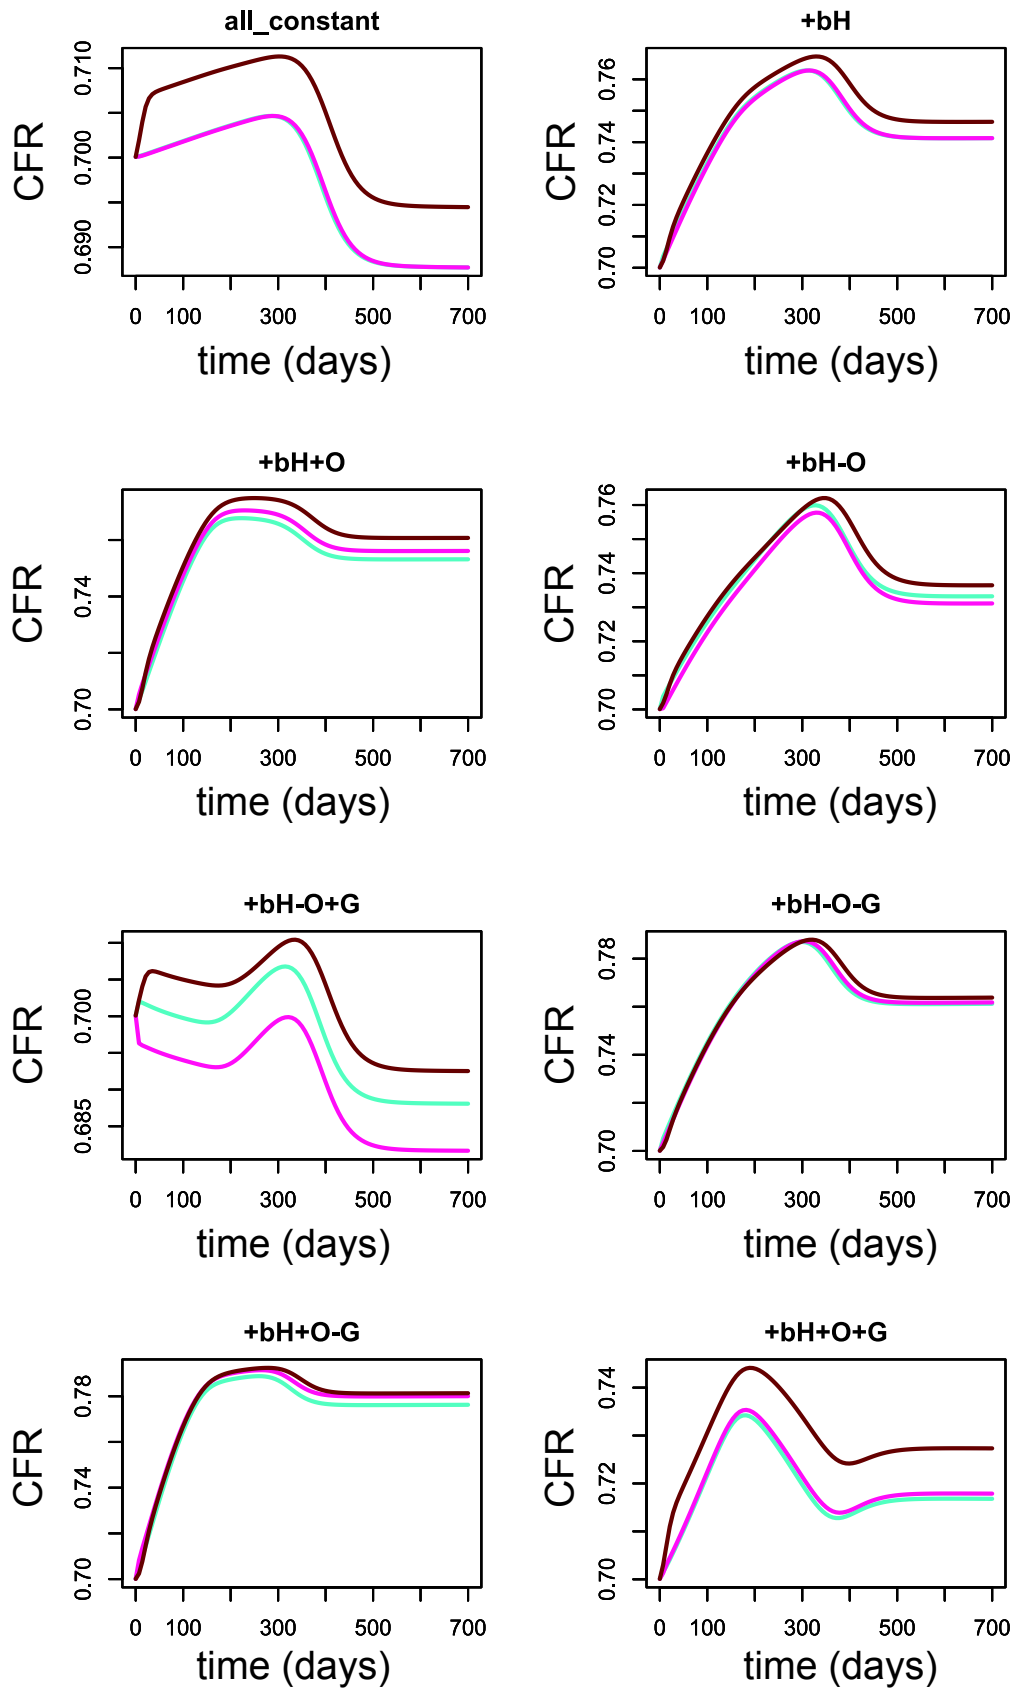 all_constant
CFR
0.690
0.700
0.710
0 100 300 500 700
time (days)
+bH
CFR
0.70
0.72
0.74
0.76
0 100 300 500 700
time (days)
+bH+O
CFR
0.70
0.74
0 100 300 500 700
time (days)
+bH-O
CFR
0.70
0.72
0.74
0.76
0 100 300 500 700
time (days)
+bH-O+G
CFR
0.685
0.700
0 100 300 500 700
time (days)
+bH-O-G
CFR
0.70
0.74
0.78
0 100 300 500 700
time (days)
+bH+O-G
CFR
0.70
0.74
0.78
0 100 300 500 700
time (days)
+bH+O+G
CFR
0.70
0.72
0.74
0 100 300 500 700
time (days)